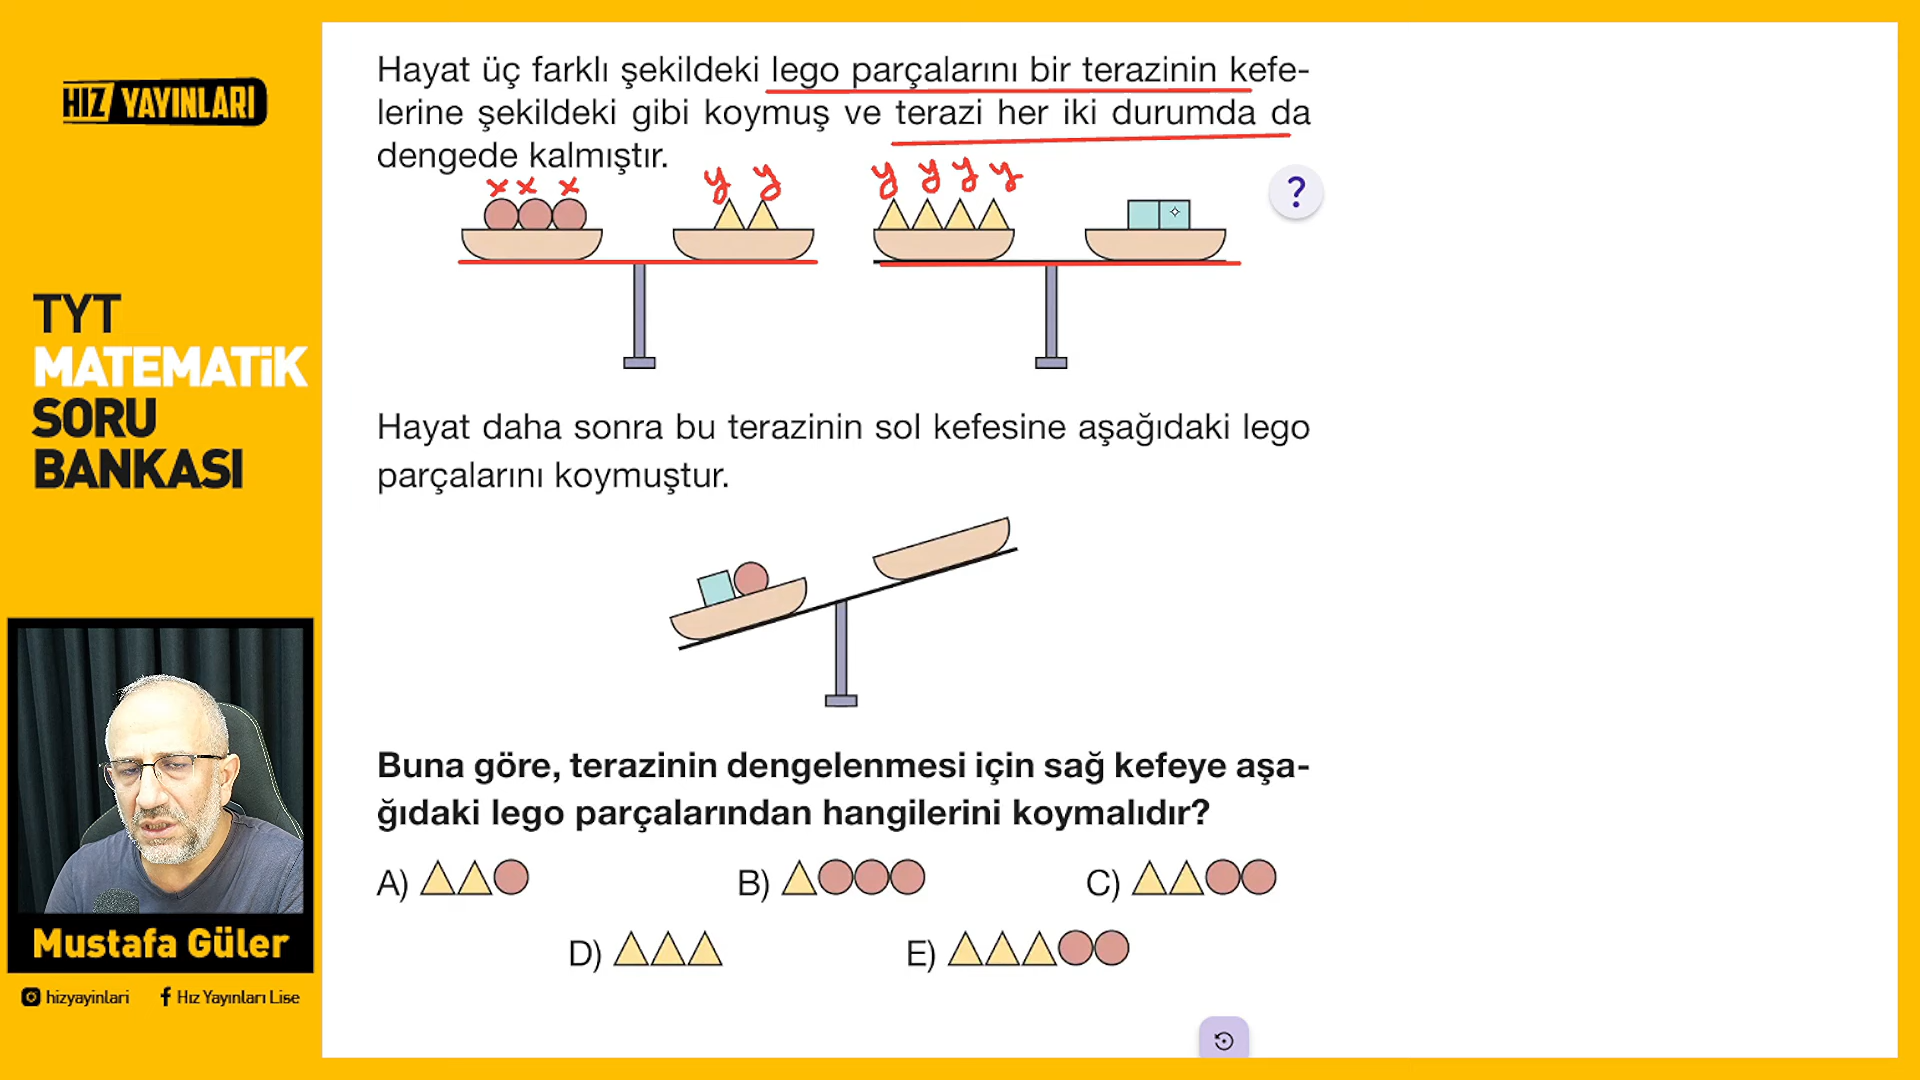 HIZ YAYINLARI
TYT
MATEMATİK
SORU
BANKASI
Hayat üç farklı şekildeki lego parçalarını bir terazinin kefe-
lerine şekildeki gibi koymuş ve terazi her iki durumda da
dengede kalmıştır.
x x x y y y y y y
?
Hayat daha sonra bu terazinin sol kefesine aşağıdaki lego
parçalarını koymuştur.
Buna göre, terazinin dengelenmesi için sağ kefeye aşa-
ğıdaki lego parçalarından hangilerini koymalıdır?
A) B) C)
D) E)
Mustafa Güler
hizyayinlari Hız Yayınları Lise